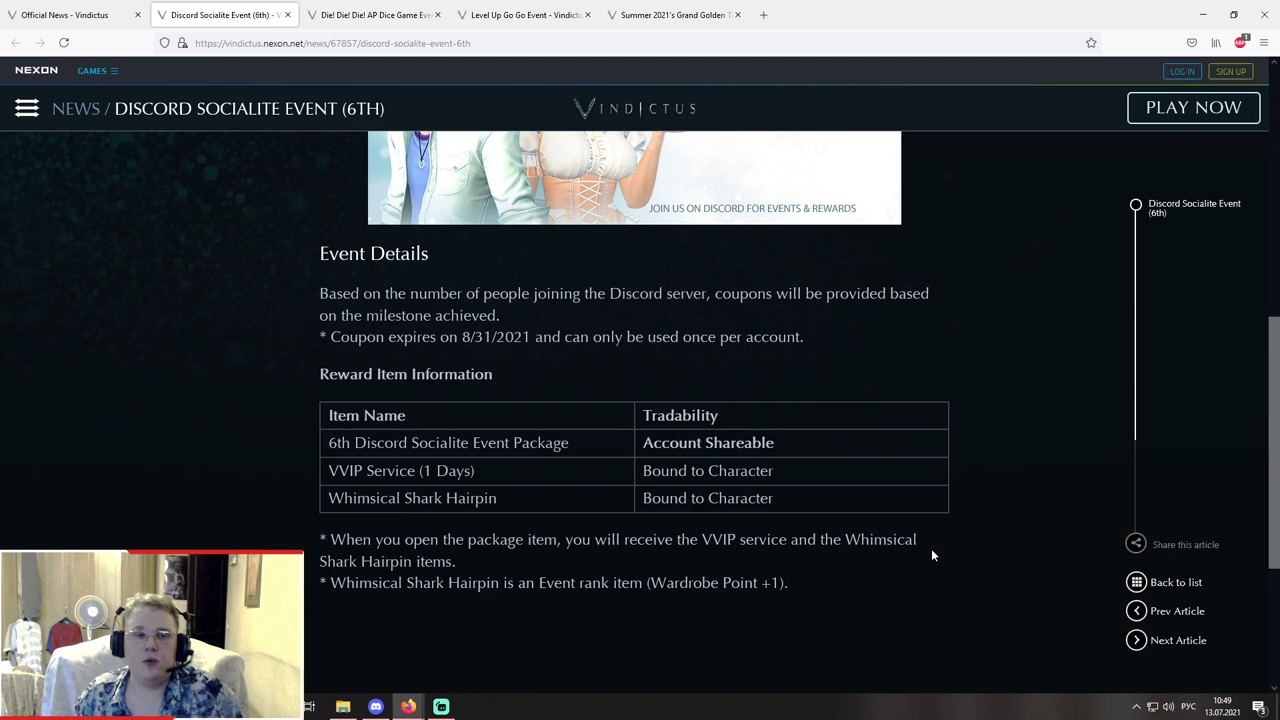 Official News - Vindictus
Discord Socialite Event (6th) - V
Die! Die! Die! AP Dice Game Eve
Level Up Go Go Event - Vindictu
Summer 2021's Grand Golden T
https://vindictus.nexon.net/news/67857/discord-socialite-event-6th
ABP
1
NEXON
GAMES
LOG IN
SIGN UP
NEWS / DISCORD SOCIALITE EVENT (6TH)
VINDICTUS
PLAY NOW
JOIN US ON DISCORD FOR EVENTS & REWARDS
Discord Socialite Event
(6th)
Event Details
Based on the number of people joining the Discord server, coupons will be provided based
on the milestone achieved.
* Coupon expires on 8/31/2021 and can only be used once per account.
Reward Item Information
Item Name Tradability
6th Discord Socialite Event Package Account Shareable
VVIP Service (1 Days) Bound to Character
Whimsical Shark Hairpin Bound to Character
* When you open the package item, you will receive the VVIP service and the Whimsical
Shark Hairpin items.
* Whimsical Shark Hairpin is an Event rank item (Wardrobe Point +1).
Share this article
Back to list
Prev Article
Next Article
РУС
10:49
13.07.2021
3